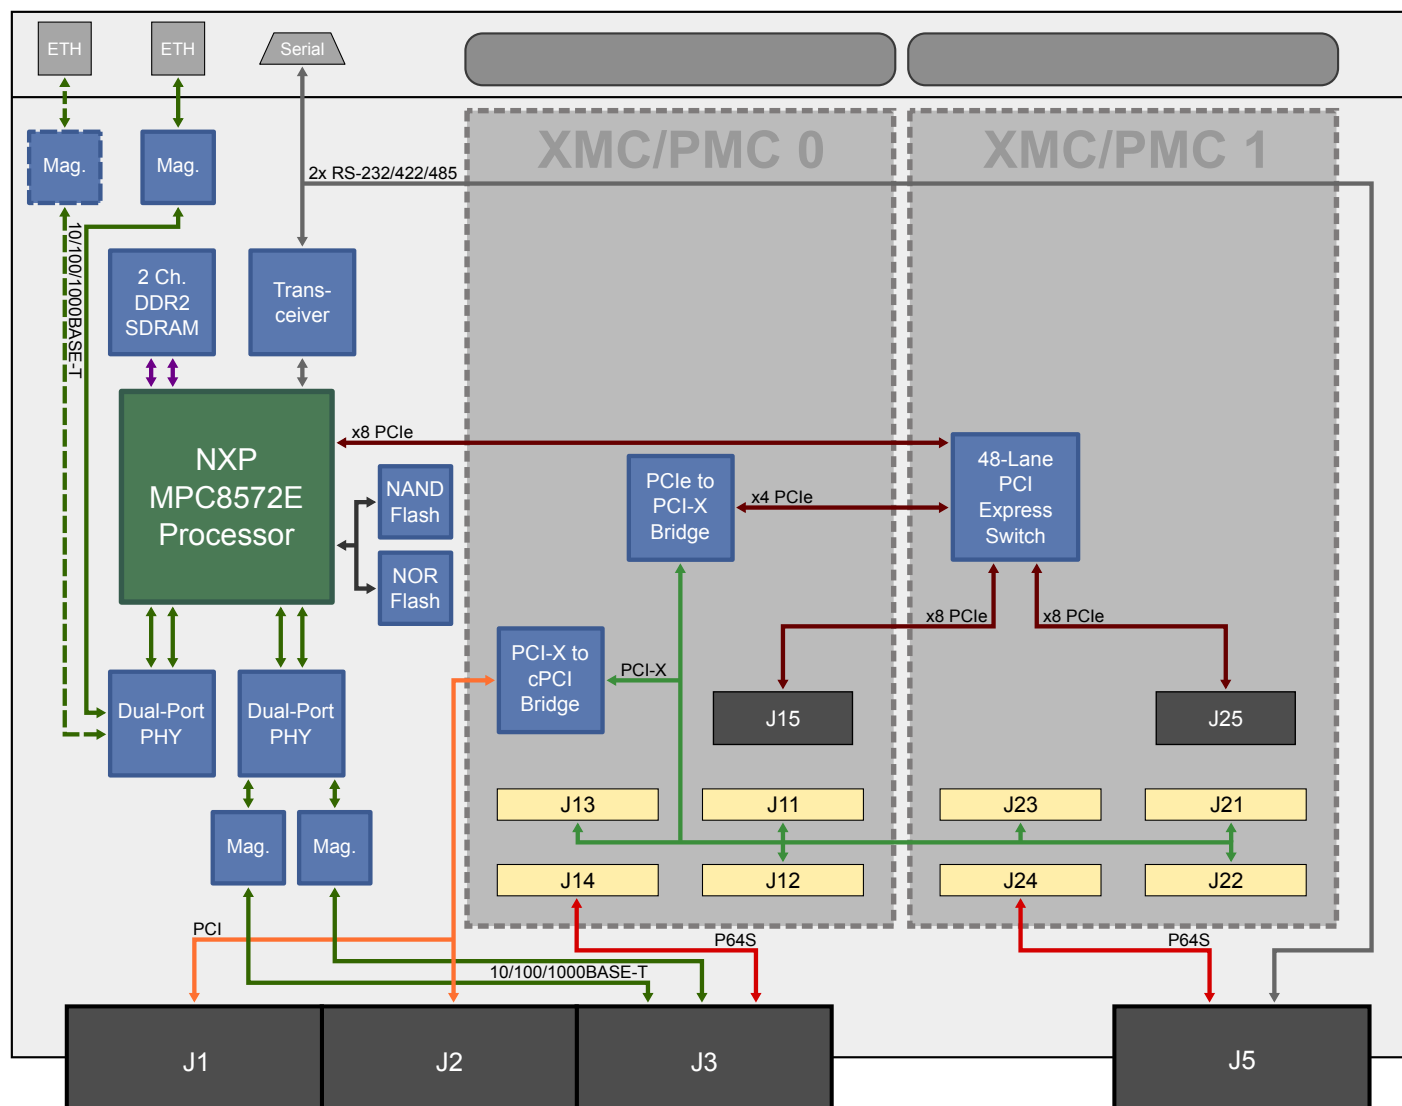 ETH
ETH
Serial
XMC/PMC 0
XMC/PMC 1
Mag.
Mag.
2x RS-232/422/485
10/100/1000BASE-T
2 Ch.
DDR2
SDRAM
Trans-
ceiver
x8 PCIe
NXP
MPC8572E
Processor
NAND
Flash
NOR
Flash
PCIe to
PCI-X
Bridge
x4 PCIe
48-Lane
PCI
Express
Switch
x8 PCIe
x8 PCIe
PCI-X to
cPCI
Bridge
PCI-X
Dual-Port
PHY
Dual-Port
PHY
J15
J25
J13
J11
J23
J21
Mag.
Mag.
J14
J12
J24
J22
PCI
P64S
P64S
10/100/1000BASE-T
J1
J2
J3
J5